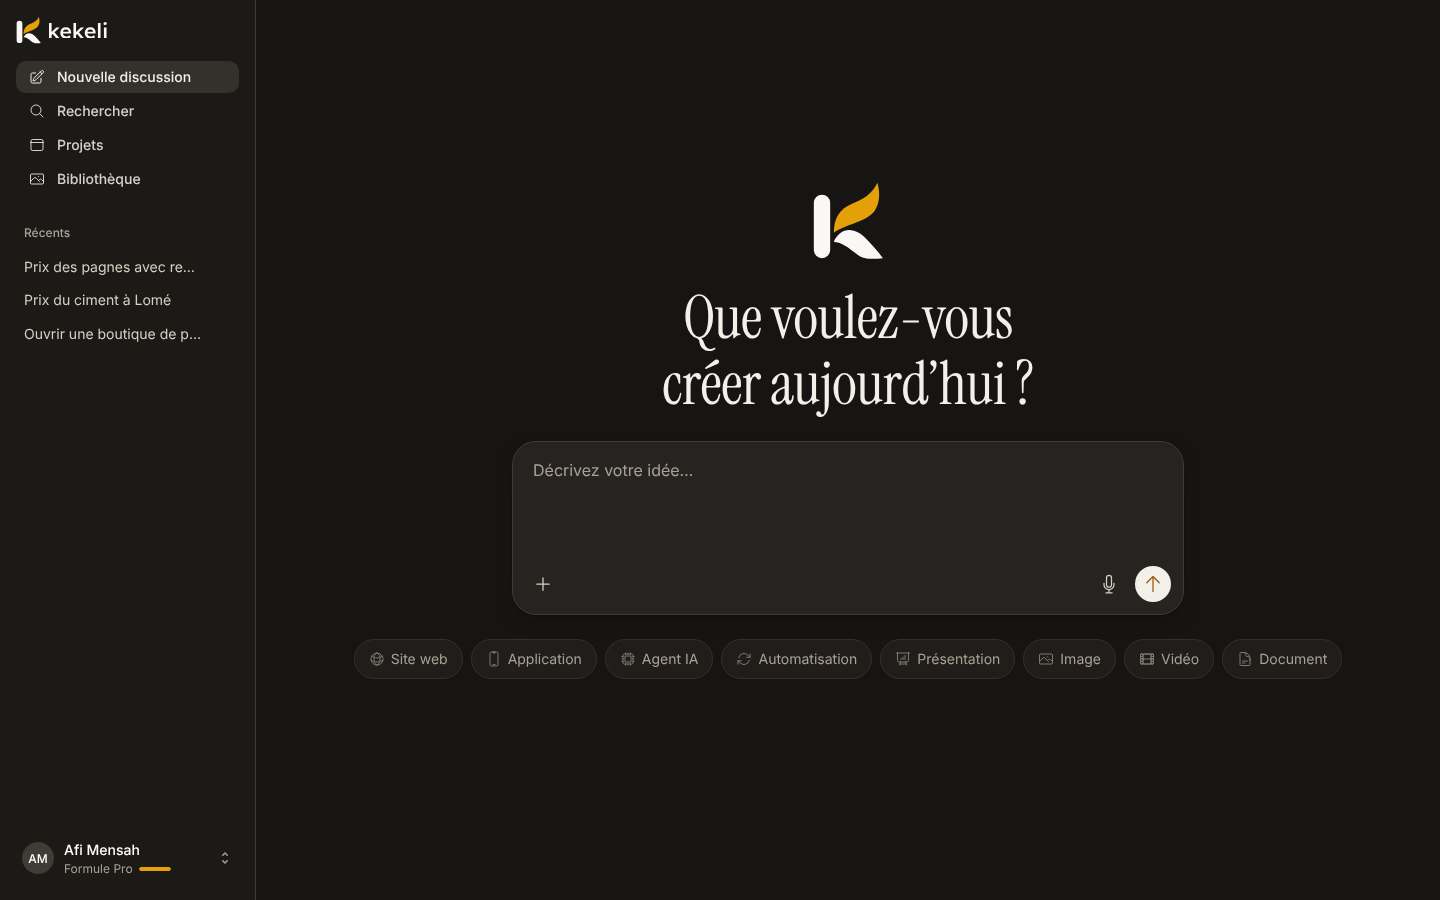 kekeli
Nouvelle discussion
Rechercher
Projets
Bibliothèque
Récents
Prix des pagnes avec re...
Prix du ciment à Lomé
Ouvrir une boutique de p...
AM
Afi Mensah
Formule Pro
Que voulez-vous
créer aujourd’hui ?
Décrivez votre idée...
Site web
Application
Agent IA
Automatisation
Présentation
Image
Vidéo
Document